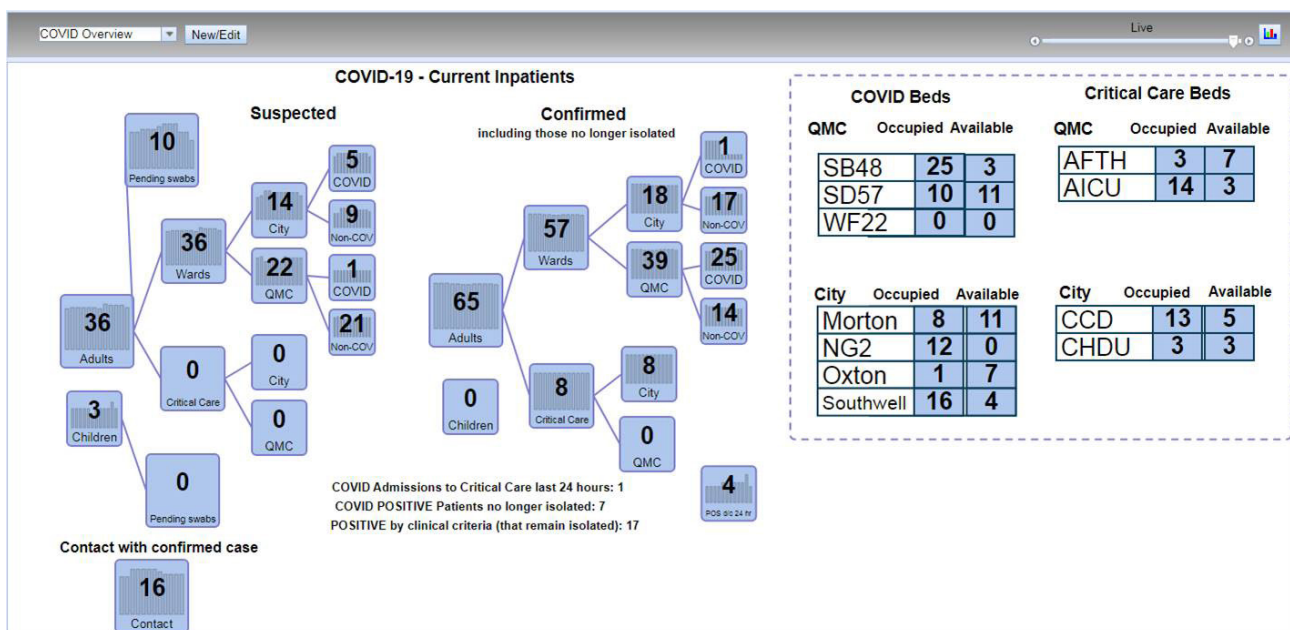 COVID Overview New/Edit Live
COVID-19 - Current Inpatients
Suspected
10
Pending swabs
36
Adults
36
Wards
14
City
5
COVID
9
Non-COV
22
QMC
1
COVID
21
Non-COV
0
Critical Care
0
City
0
QMC
3
Children
0
Pending swabs
Contact with confirmed case
16
Contact
Confirmed
including those no longer isolated
65
Adults
57
Wards
18
City
1
COVID
17
Non-COV
39
QMC
25
COVID
14
Non-COV
8
Critical Care
8
City
0
QMC
0
Children
4
POS d/c 24 hr
COVID Admissions to Critical Care last 24 hours: 1
COVID POSITIVE Patients no longer isolated: 7
POSITIVE by clinical criteria (that remain isolated): 17
COVID Beds
QMC Occupied Available
SB48 25 3
SD57 10 11
WF22 0 0
City Occupied Available
Morton 8 11
NG2 12 0
Oxton 1 7
Southwell 16 4
Critical Care Beds
QMC Occupied Available
AFTH 3 7
AICU 14 3
City Occupied Available
CCD 13 5
CHDU 3 3